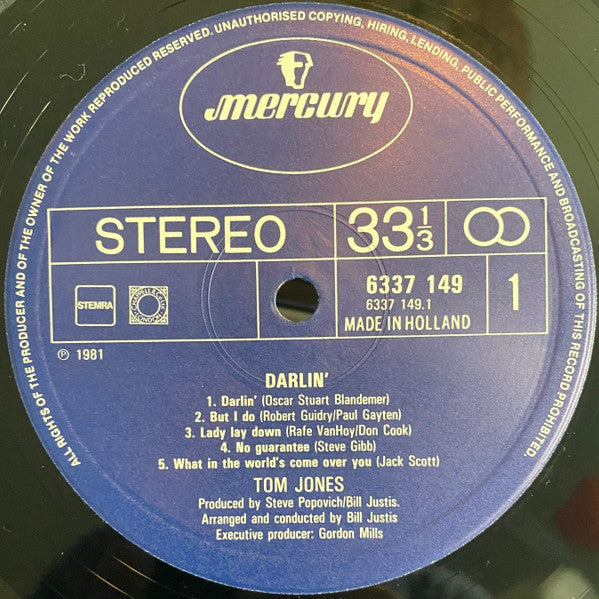 ALL RIGHTS OF THE PRODUCER AND OF THE OWNER OF THE WORK REPRODUCED RESERVED. UNAUTHORISED COPYING, HIRING, LENDING, PUBLIC PERFORMANCE AND BROADCASTING OF THIS RECORD PROHIBITED.
mercury
STEREO
33 1/3
6337 149
6337 149.1
MADE IN HOLLAND
1
STEMRA
℗ 1981
DARLIN'
1. Darlin' (Oscar Stuart Blandemer)
2. But I do (Robert Guidry/Paul Gayten)
3. Lady lay down (Rafe VanHoy/Don Cook)
4. No guarantee (Steve Gibb)
5. What in the world's come over you (Jack Scott)
TOM JONES
Produced by Steve Popovich/Bill Justis.
Arranged and conducted by Bill Justis
Executive producer: Gordon Mills